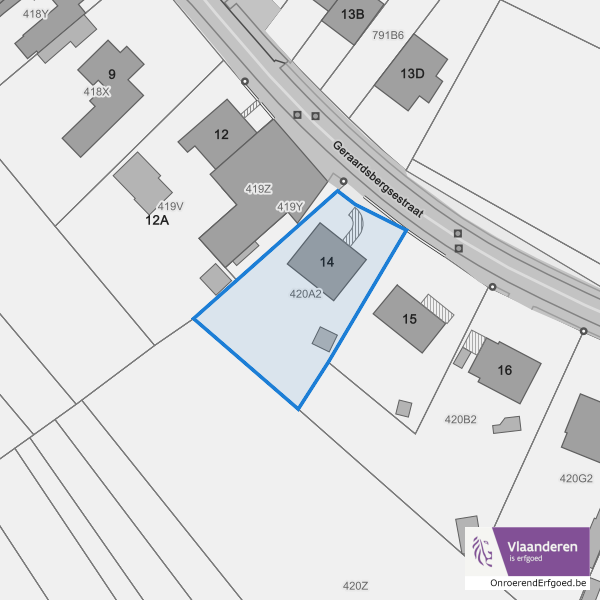 418Y
13B
791B6
9
13D
418X
12
Geraardsbergsestraat
419Z
419V
419Y
12A
14
420A2
15
16
420B2
420G2
Vlaanderen
is erfgoed
OnroerendErfgoed.be
420Z